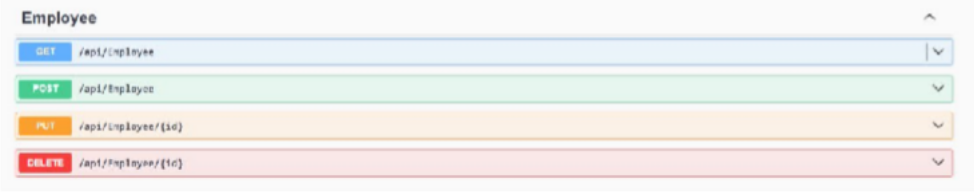 Employee
GET /api/Employee
POST /api/Employee
PUT /api/Employee/{id}
DELETE /api/Employee/{id}